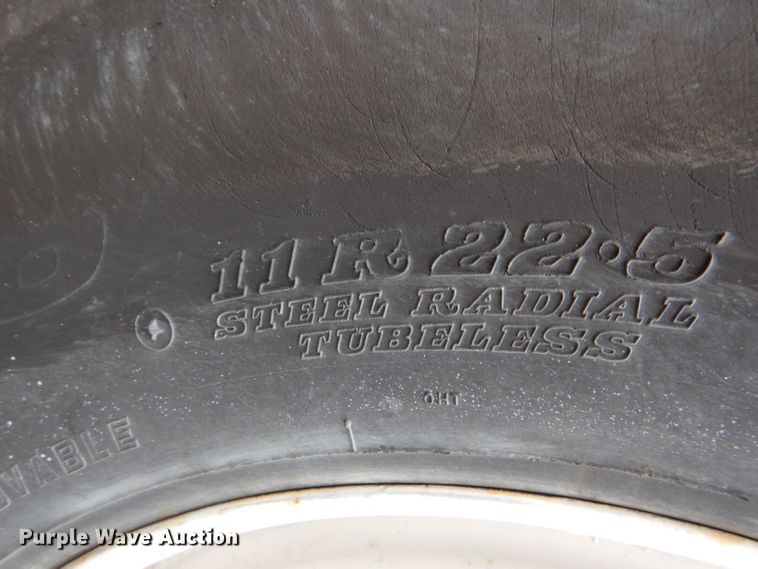 11 R 22.5
STEEL RADIAL
TUBELESS
Purple Wave Auction